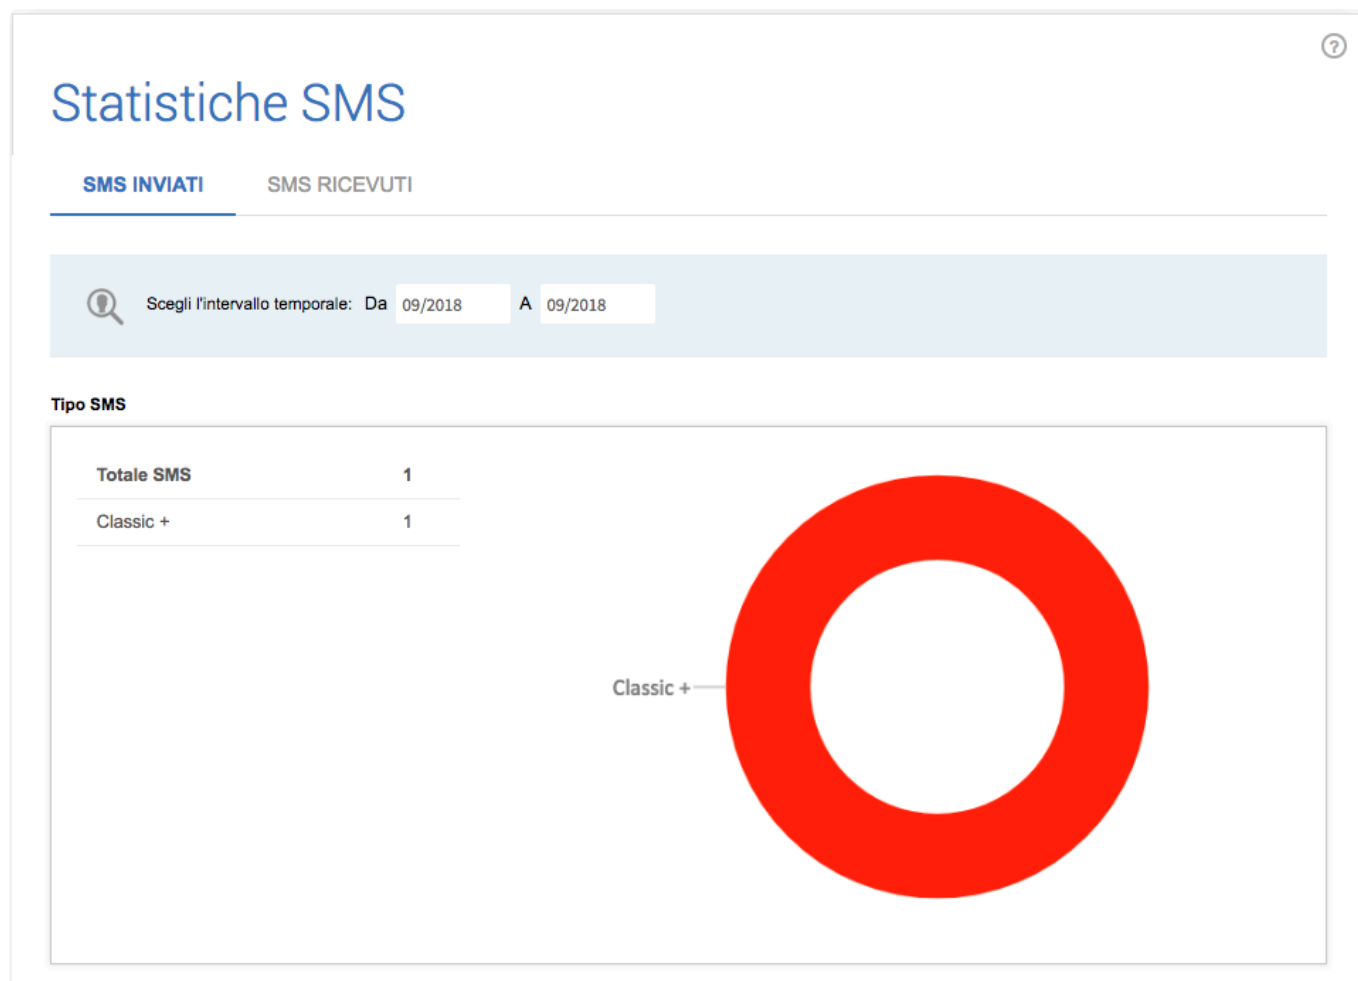 Statistiche SMS
SMS INVIATI SMS RICEVUTI
Scegli l'intervallo temporale: Da 09/2018 A 09/2018
Tipo SMS
Totale SMS 1
Classic + 1
Classic +